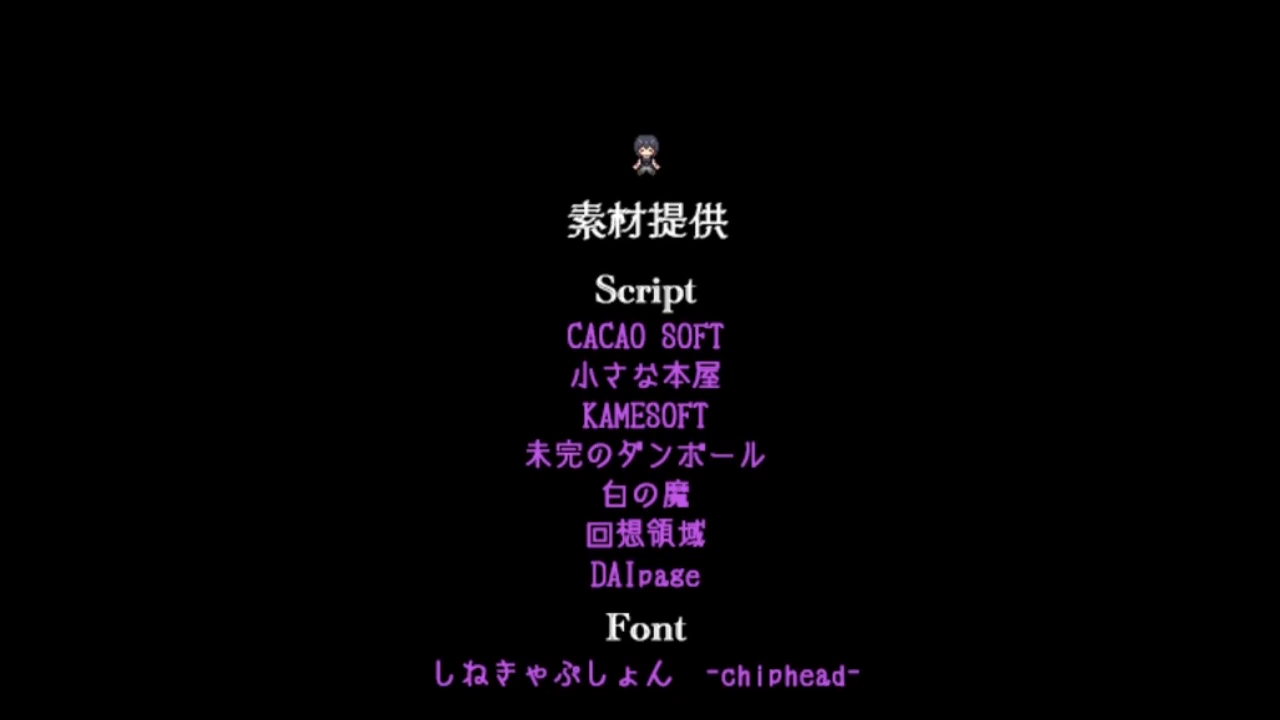 素材提供
Script
CACAO SOFT
小さな本屋
KAMESOFT
未完のダンボール
白の魔
回想領域
DAIpage
Font
しねきゃぷしょん　-chiphead-